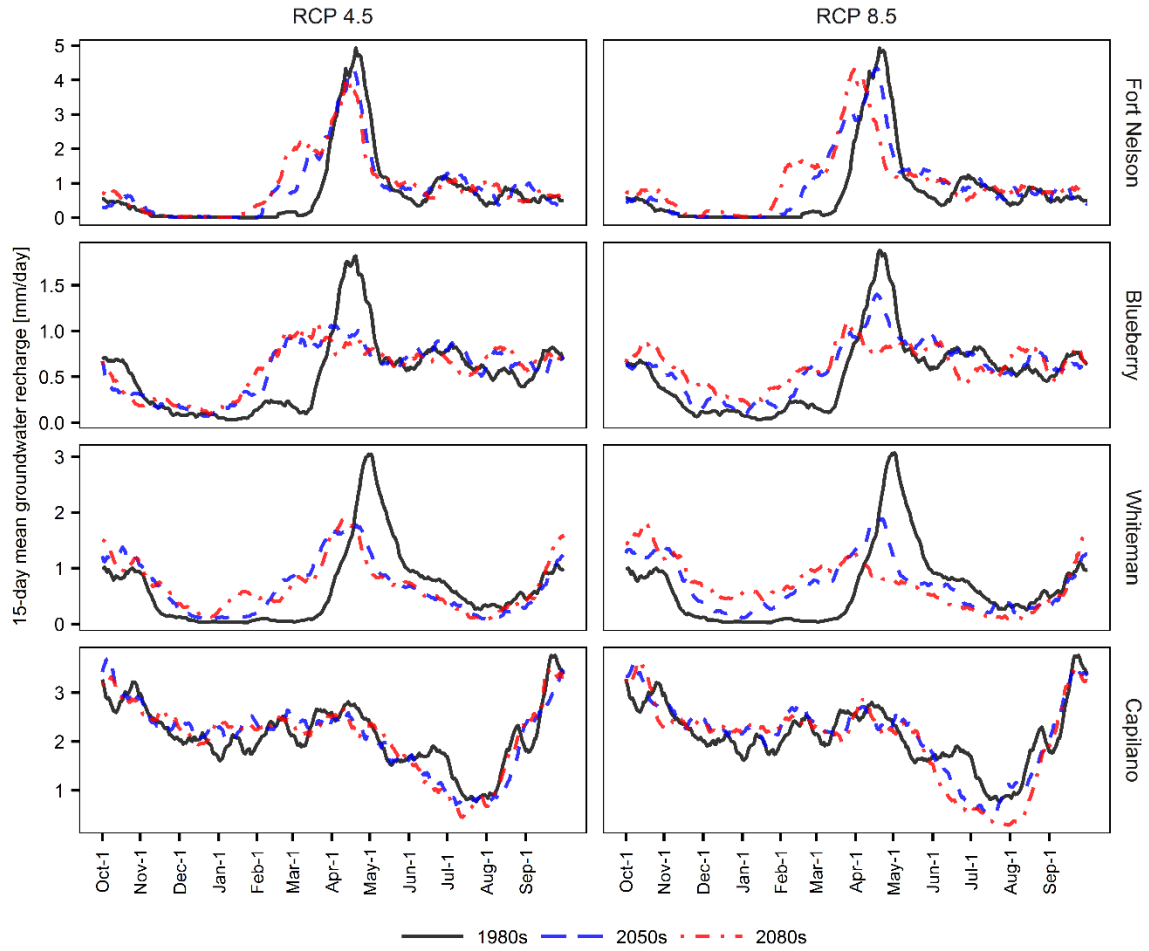 RCP 4.5
RCP 8.5
15-day mean groundwater recharge [mm/day]
5
4
3
2
1
0
Fort Nelson
1.5
1.0
0.5
0.0
Blueberry
3
2
1
0
Whiteman
3
2
1
Capilano
Oct-1 Nov-1 Dec-1 Jan-1 Feb-1 Mar-1 Apr-1 May-1 Jun-1 Jul-1 Aug-1 Sep-1
Oct-1 Nov-1 Dec-1 Jan-1 Feb-1 Mar-1 Apr-1 May-1 Jun-1 Jul-1 Aug-1 Sep-1
1980s 2050s 2080s